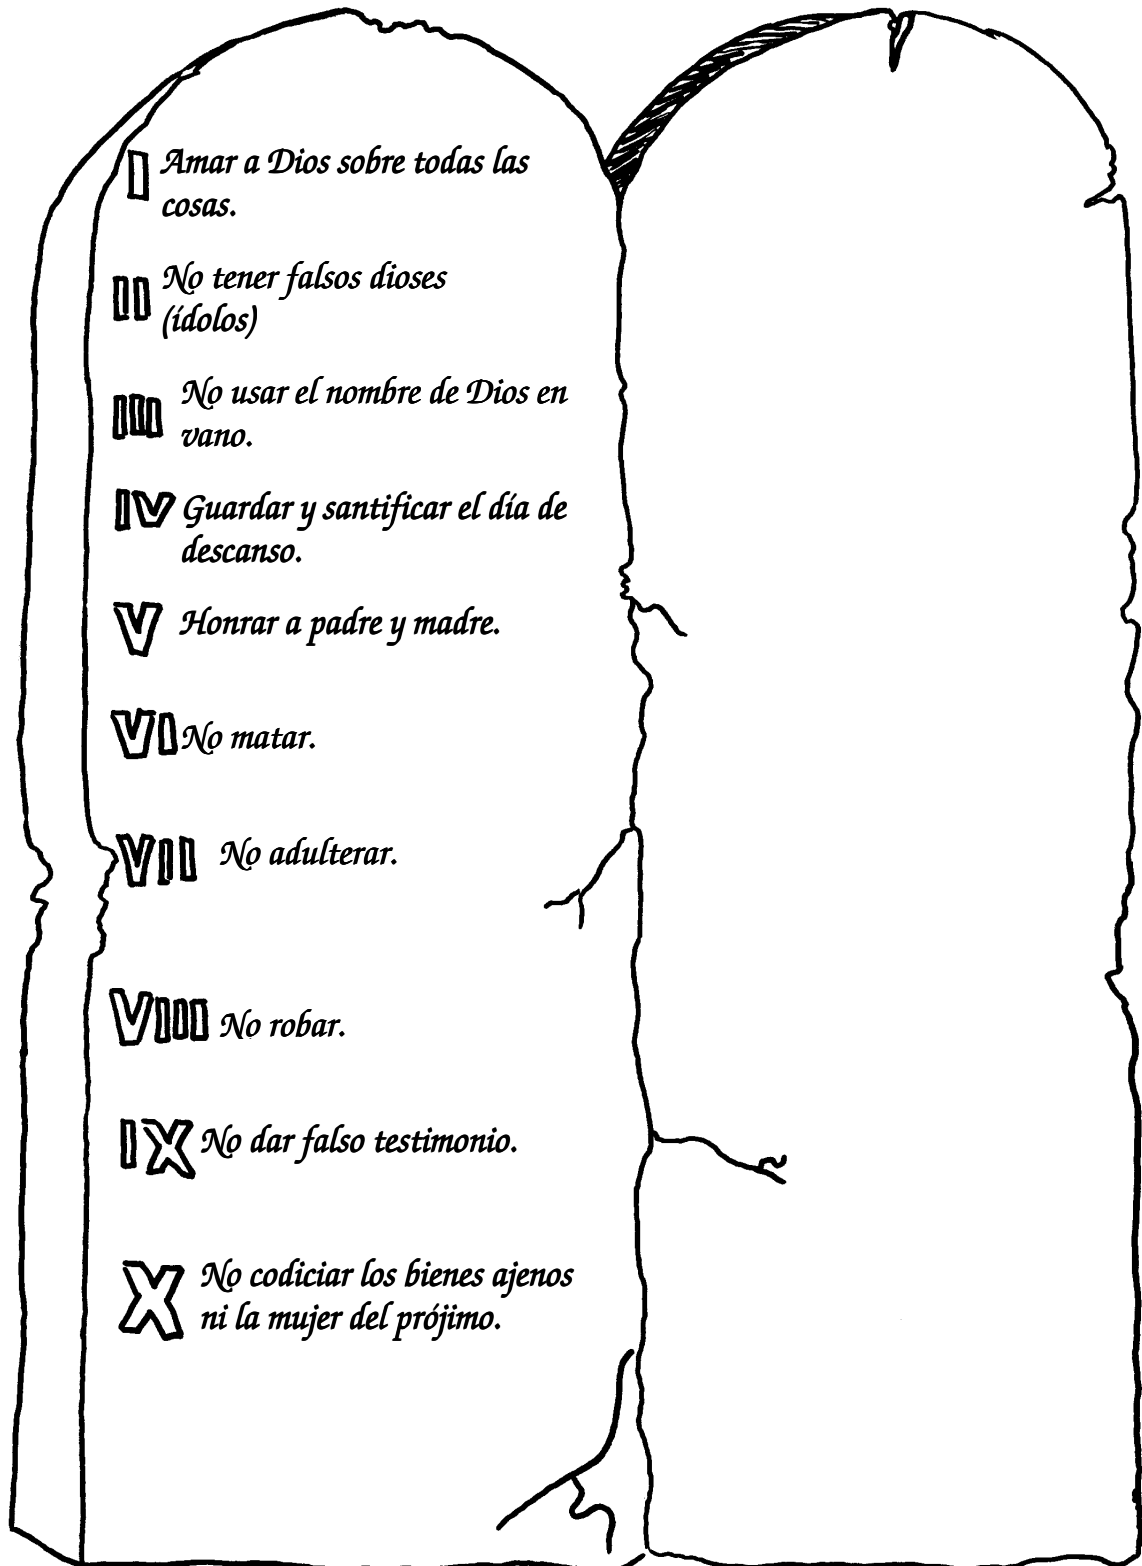 I Amar a Dios sobre todas las
cosas.
II No tener falsos dioses
(ídolos)
III No usar el nombre de Dios en
vano.
IV Guardar y santificar el día de
descanso.
V Honrar a padre y madre.
VI No matar.
VII No adulterar.
VIII No robar.
IX No dar falso testimonio.
X No codiciar los bienes ajenos
ni la mujer del prójimo.